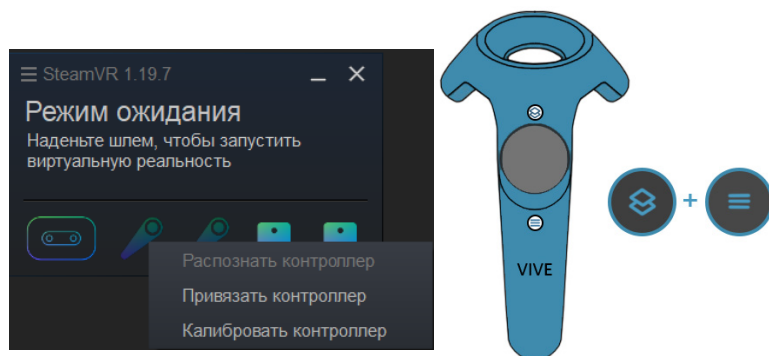 SteamVR 1.19.7
Режим ожидания
Наденьте шлем, чтобы запустить
виртуальную реальность
Распознать контроллер
Привязать контроллер
Калибровать контроллер
VIVE
+